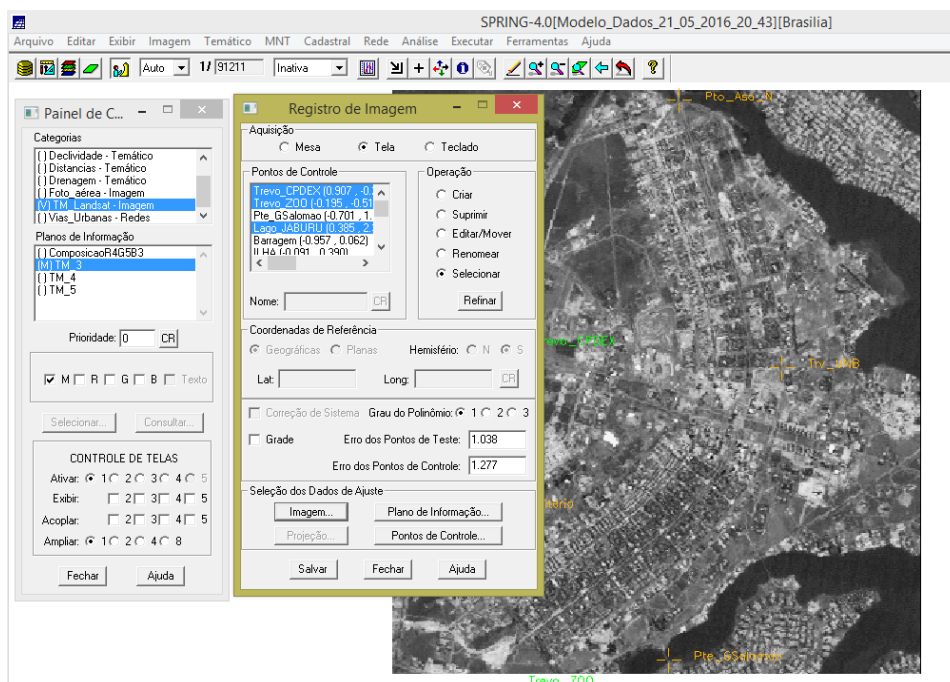 SPRING-4.0[Modelo_Dados_21_05_2016_20_43][Brasilia]
Arquivo Editar Exibir Imagem Temático MNT Cadastral Rede Análise Executar Ferramentas Ajuda
Auto 1/ 91211 Inativa
Painel de C...
Categorias
( ) Declividade - Temático
( ) Distancias - Temático
( ) Drenagem - Temático
( ) Foto_aérea - Imagem
(V) TM_Landsat - Imagem
( ) Vias_Urbanas - Redes
Planos de Informação
( ) ComposicaoR4G5B3
(M) TM_3
( ) TM_4
( ) TM_5
Prioridade: 0 CR
M R G B Texto
Selecionar... Consultar...
CONTROLE DE TELAS
Ativar: 1 2 3 4 5
Exibir: 2 3 4 5
Acoplar: 2 3 4 5
Ampliar: 1 2 4 8
Fechar Ajuda
Registro de Imagem
Aquisição
Mesa Tela Teclado
Pontos de Controle
Trevo_CPDEX (0.907 , -0.
Trevo_ZOO (-0.195 , -0.51
Pte_GSalomao (-0.701 , 1.
Lago_JABURU (0.385 , 2.
Barragem (-0.957 , 0.062)
ILHA (-0.091 , 0.390)
Nome: CR
Operação
Criar
Suprimir
Editar/Mover
Renomear
Selecionar
Refinar
Coordenadas de Referência
Geográficas Planas Hemisfério: N S
Lat: Long: CR
Correção de Sistema Grau do Polinômio: 1 2 3
Grade Erro dos Pontos de Teste: 1.038
Erro dos Pontos de Controle: 1.277
Seleção dos Dados de Ajuste
Imagem... Plano de Informação...
Projeção... Pontos de Controle...
Salvar Fechar Ajuda
Pto_Asa_N
revo_CPDEX
Trv_UNB
Pte_GSalomao
Trevo_ZOO